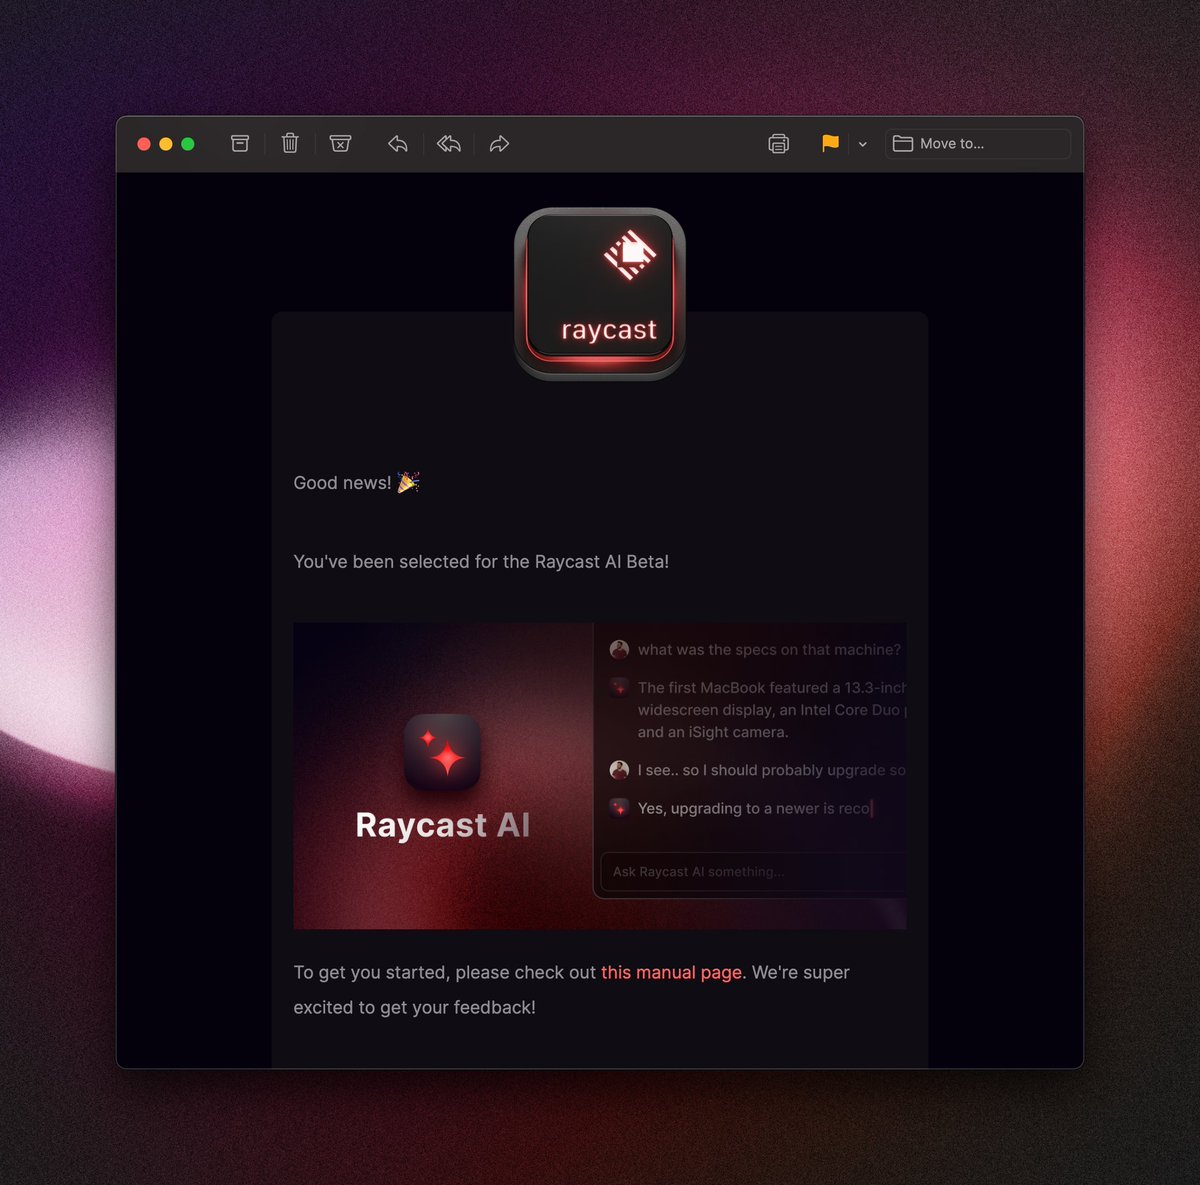 Move to...
raycast
Good news! 🎉
You've been selected for the Raycast AI Beta!
Raycast AI
what was the specs on that machine?
The first MacBook featured a 13.3-inch
widescreen display, an Intel Core Duo
and an iSight camera.
I see.. so I should probably upgrade so
Yes, upgrading to a newer is reco
Ask Raycast AI something...
To get you started, please check out this manual page. We're super
excited to get your feedback!